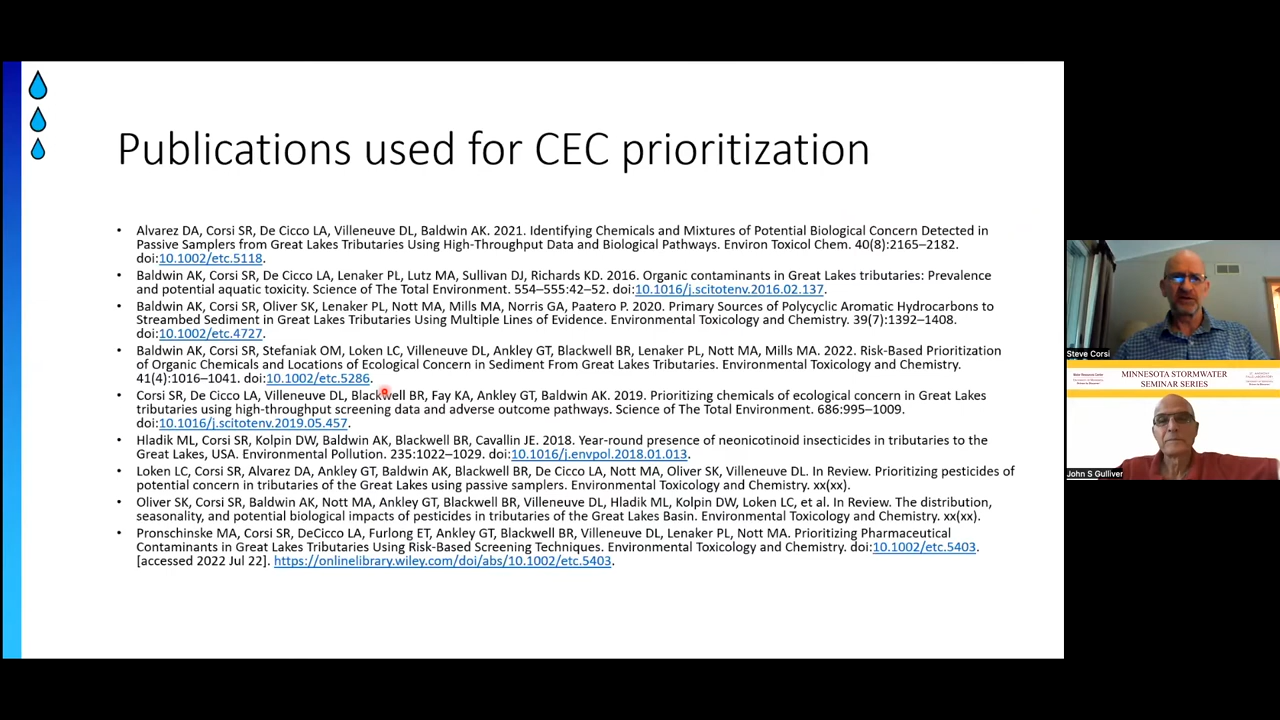 Publications used for CEC prioritization
• Alvarez DA, Corsi SR, De Cicco LA, Villeneuve DL, Baldwin AK. 2021. Identifying Chemicals and Mixtures of Potential Biological Concern Detected in
Passive Samplers from Great Lakes Tributaries Using High-Throughput Data and Biological Pathways. Environ Toxicol Chem. 40(8):2165–2182.
doi:10.1002/etc.5118.
• Baldwin AK, Corsi SR, De Cicco LA, Lenaker PL, Lutz MA, Sullivan DJ, Richards KD. 2016. Organic contaminants in Great Lakes tributaries: Prevalence
and potential aquatic toxicity. Science of The Total Environment. 554–555:42–52. doi:10.1016/j.scitotenv.2016.02.137.
• Baldwin AK, Corsi SR, Oliver SK, Lenaker PL, Nott MA, Mills MA, Norris GA, Paatero P. 2020. Primary Sources of Polycyclic Aromatic Hydrocarbons to
Streambed Sediment in Great Lakes Tributaries Using Multiple Lines of Evidence. Environmental Toxicology and Chemistry. 39(7):1392–1408.
doi:10.1002/etc.4727.
• Baldwin AK, Corsi SR, Stefaniak OM, Loken LC, Villeneuve DL, Ankley GT, Blackwell BR, Lenaker PL, Nott MA, Mills MA. 2022. Risk-Based Prioritization
of Organic Chemicals and Locations of Ecological Concern in Sediment From Great Lakes Tributaries. Environmental Toxicology and Chemistry.
41(4):1016–1041. doi:10.1002/etc.5286.
• Corsi SR, De Cicco LA, Villeneuve DL, Blackwell BR, Fay KA, Ankley GT, Baldwin AK. 2019. Prioritizing chemicals of ecological concern in Great Lakes
tributaries using high-throughput screening data and adverse outcome pathways. Science of The Total Environment. 686:995–1009.
doi:10.1016/j.scitotenv.2019.05.457.
• Hladik ML, Corsi SR, Kolpin DW, Baldwin AK, Blackwell BR, Cavallin JE. 2018. Year-round presence of neonicotinoid insecticides in tributaries to the
Great Lakes, USA. Environmental Pollution. 235:1022–1029. doi:10.1016/j.envpol.2018.01.013.
• Loken LC, Corsi SR, Alvarez DA, Ankley GT, Baldwin AK, Blackwell BR, De Cicco LA, Nott MA, Oliver SK, Villeneuve DL. In Review. Prioritizing pesticides of
potential concern in tributaries of the Great Lakes using passive samplers. Environmental Toxicology and Chemistry. xx(xx).
• Oliver SK, Corsi SR, Baldwin AK, Nott MA, Ankley GT, Blackwell BR, Villeneuve DL, Hladik ML, Kolpin DW, Loken LC, et al. In Review. The distribution,
seasonality, and potential biological impacts of pesticides in tributaries of the Great Lakes Basin. Environmental Toxicology and Chemistry. xx(xx).
• Pronschinske MA, Corsi SR, DeCicco LA, Furlong ET, Ankley GT, Blackwell BR, Villeneuve DL, Lenaker PL, Nott MA. Prioritizing Pharmaceutical
Contaminants in Great Lakes Tributaries Using Risk-Based Screening Techniques. Environmental Toxicology and Chemistry. doi:10.1002/etc.5403.
[accessed 2022 Jul 22]. https://onlinelibrary.wiley.com/doi/abs/10.1002/etc.5403.
Steve Corsi
MINNESOTA STORMWATER
SEMINAR SERIES
John S Gulliver